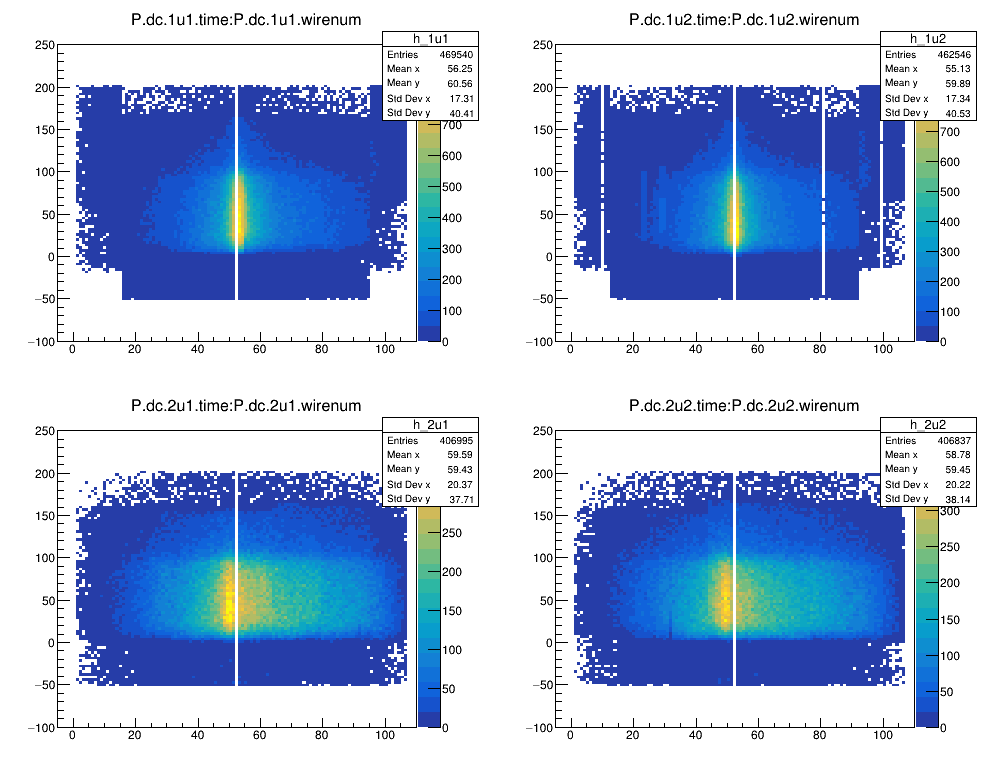 P.dc.1u1.time:P.dc.1u1.wirenum
h_1u1
Entries 469540
Mean x 56.25
Mean y 60.56
Std Dev x 17.31
Std Dev y 40.41
250
200
150
100
50
0
−50
−100
0 20 40 60 80 100
700
600
500
400
300
200
100
0
P.dc.1u2.time:P.dc.1u2.wirenum
h_1u2
Entries 462546
Mean x 55.13
Mean y 59.89
Std Dev x 17.34
Std Dev y 40.53
250
200
150
100
50
0
−50
−100
0 20 40 60 80 100
700
600
500
400
300
200
100
0
P.dc.2u1.time:P.dc.2u1.wirenum
h_2u1
Entries 406995
Mean x 59.59
Mean y 59.43
Std Dev x 20.37
Std Dev y 37.71
250
200
150
100
50
0
−50
−100
0 20 40 60 80 100
250
200
150
100
50
0
P.dc.2u2.time:P.dc.2u2.wirenum
h_2u2
Entries 406837
Mean x 58.78
Mean y 59.45
Std Dev x 20.22
Std Dev y 38.14
250
200
150
100
50
0
−50
−100
0 20 40 60 80 100
300
250
200
150
100
50
0